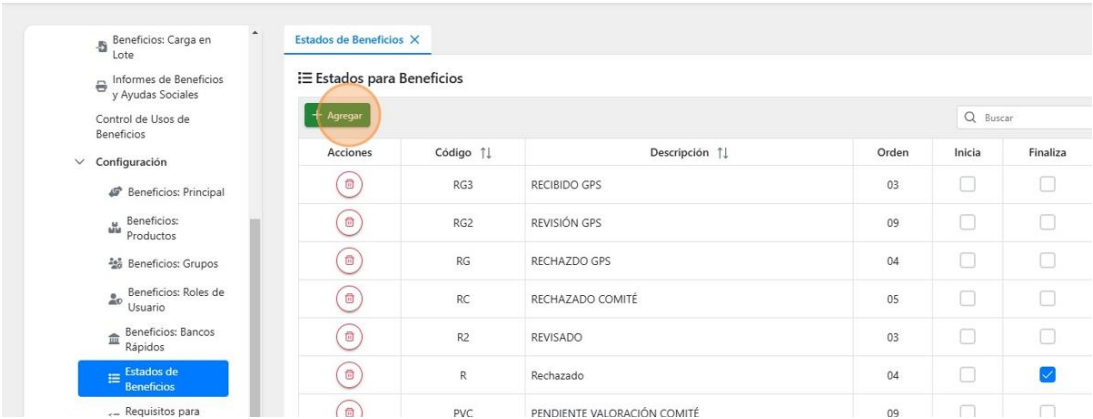 Beneficios: Carga en
Lote
Informes de Beneficios
y Ayudas Sociales
Control de Usos de
Beneficios
Configuración
Beneficios: Principal
Beneficios:
Productos
Beneficios: Grupos
Beneficios: Roles de
Usuario
Beneficios: Bancos
Rápidos
Estados de
Beneficios
Requisitos para
Estados de Beneficios
Estados para Beneficios
+ Agregar
Buscar
Acciones Código Descripción Orden Inicia Finaliza
RG3 RECIBIDO GPS 03
RG2 REVISIÓN GPS 09
RG RECHAZDO GPS 04
RC RECHAZADO COMITÉ 05
R2 REVISADO 03
R Rechazado 04
PVC PENDIENTE VALORACIÓN COMITÉ 09